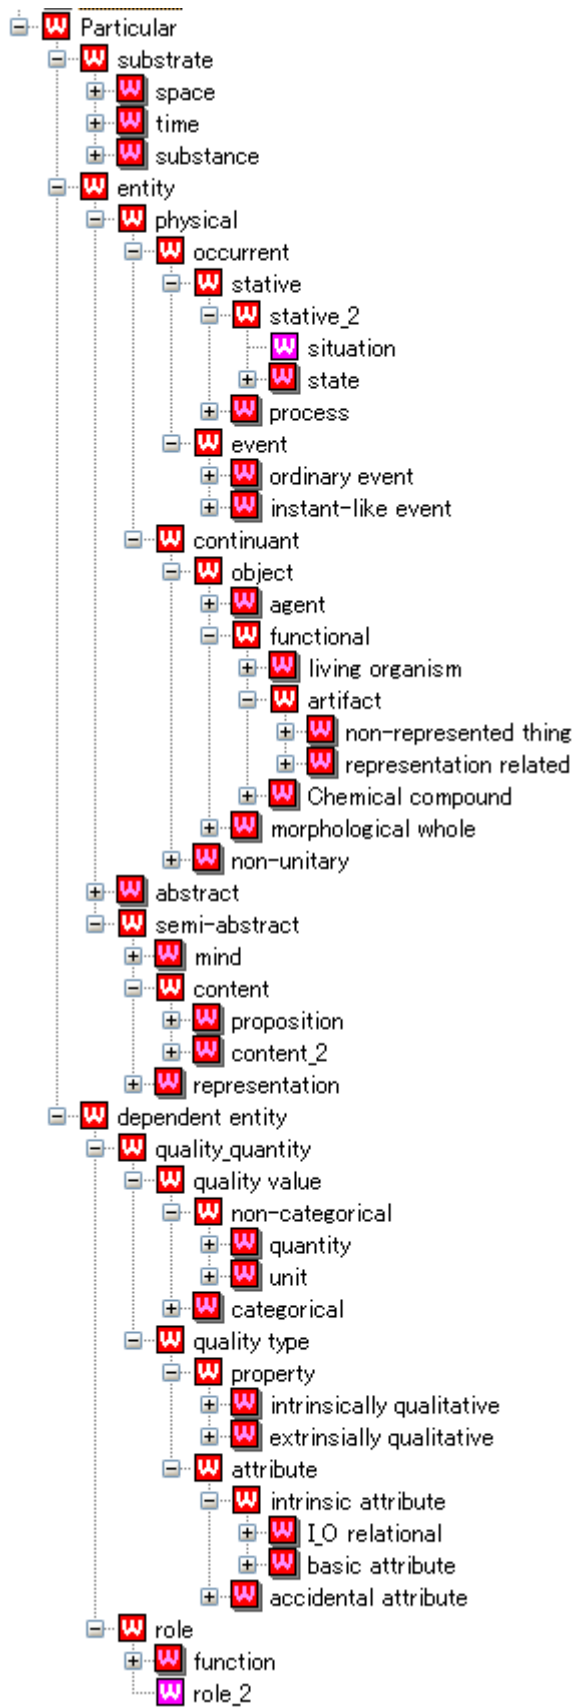 Particular
substrate
space
time
substance
entity
physical
occurrent
stative
stative_2
situation
state
process
event
ordinary event
instant-like event
continuant
object
agent
functional
living organism
artifact
non-represented thing
representation related
Chemical compound
morphological whole
non-unitary
abstract
semi-abstract
mind
content
proposition
content_2
representation
dependent entity
quality_quantity
quality value
non-categorical
quantity
unit
categorical
quality type
property
intrinsically qualitative
extrinsially qualitative
attribute
intrinsic attribute
I_O relational
basic attribute
accidental attribute
role
function
role_2